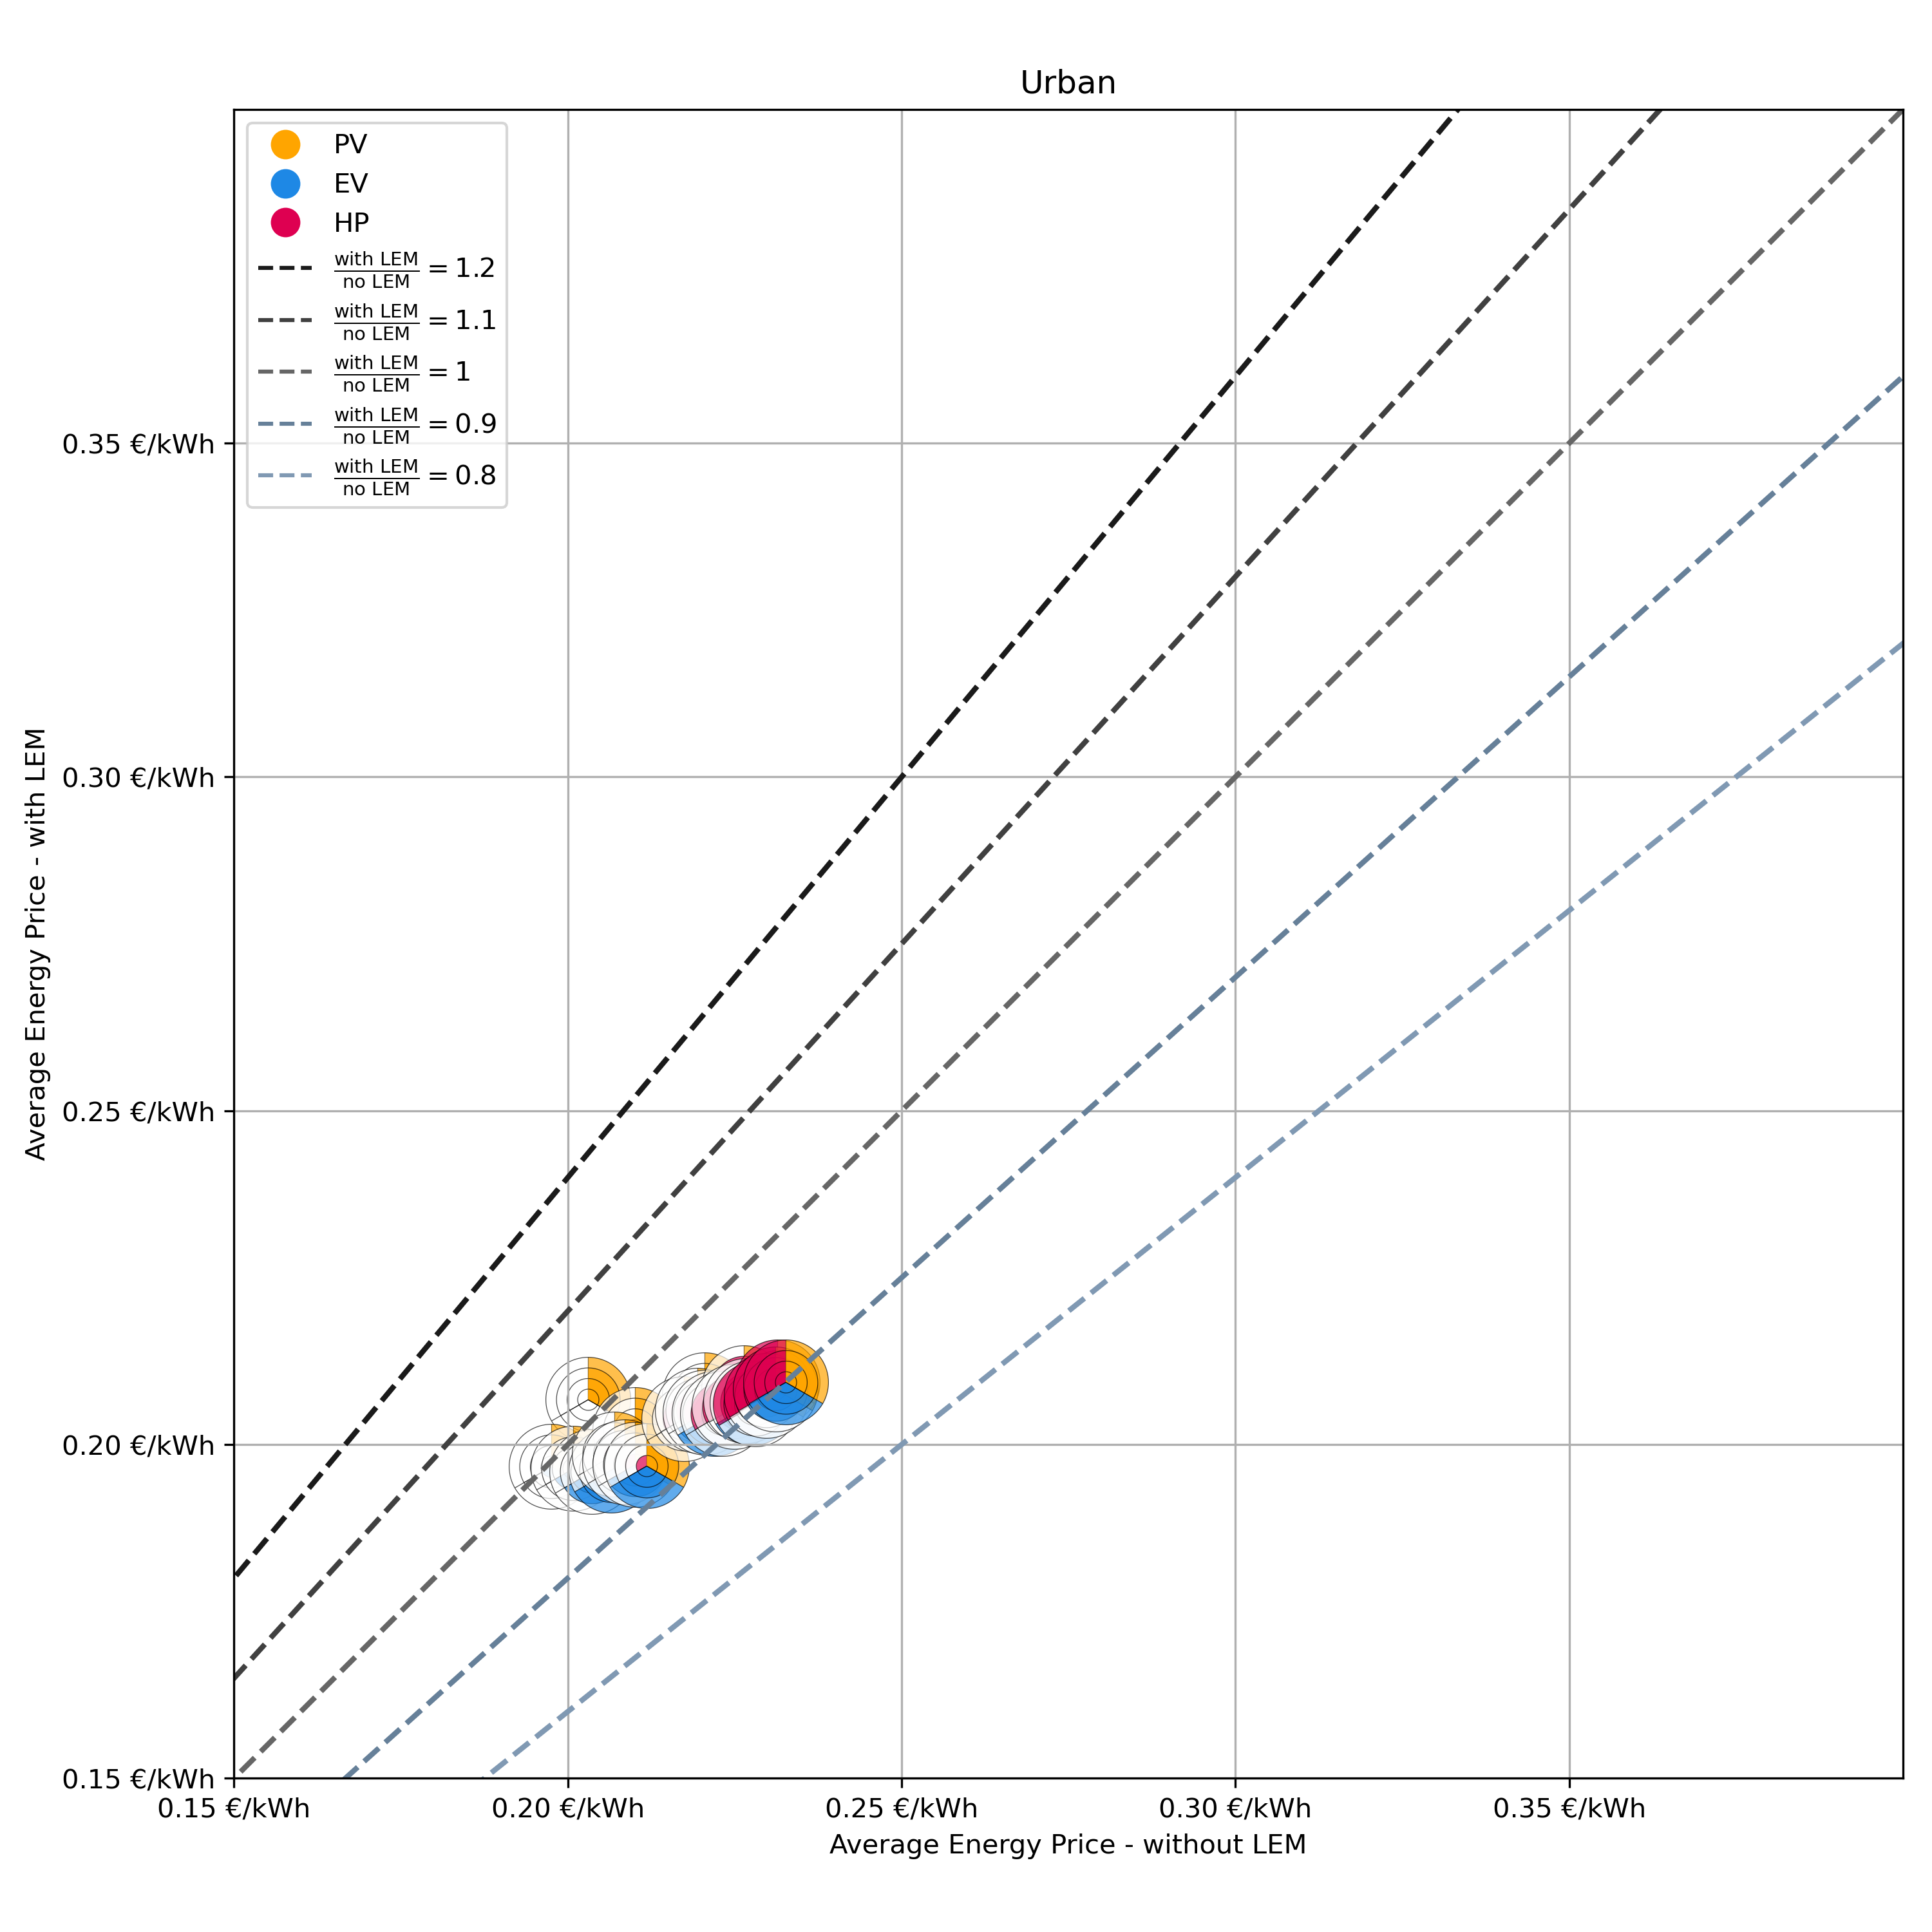 Urban
PV
EV
HP
with LEM
no LEM
= 1.2
with LEM
no LEM
= 1.1
with LEM
no LEM
= 1
with LEM
no LEM
= 0.9
with LEM
no LEM
= 0.8
0.35 €/kWh
0.30 €/kWh
0.25 €/kWh
0.20 €/kWh
0.15 €/kWh
Average Energy Price - with LEM
0.15 €/kWh
0.20 €/kWh
0.25 €/kWh
0.30 €/kWh
0.35 €/kWh
Average Energy Price - without LEM